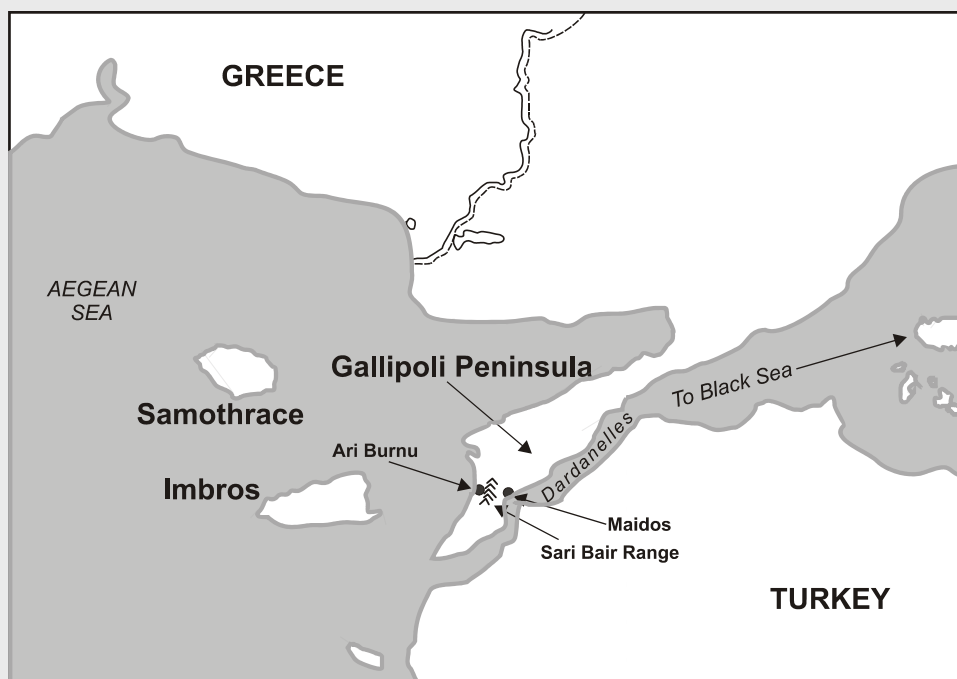 GREECE
AEGEAN
SEA
Gallipoli Peninsula
To Black Sea
Samothrace
Ari Burnu
Dardanelles
Imbros
Maidos
Sari Bair Range
TURKEY